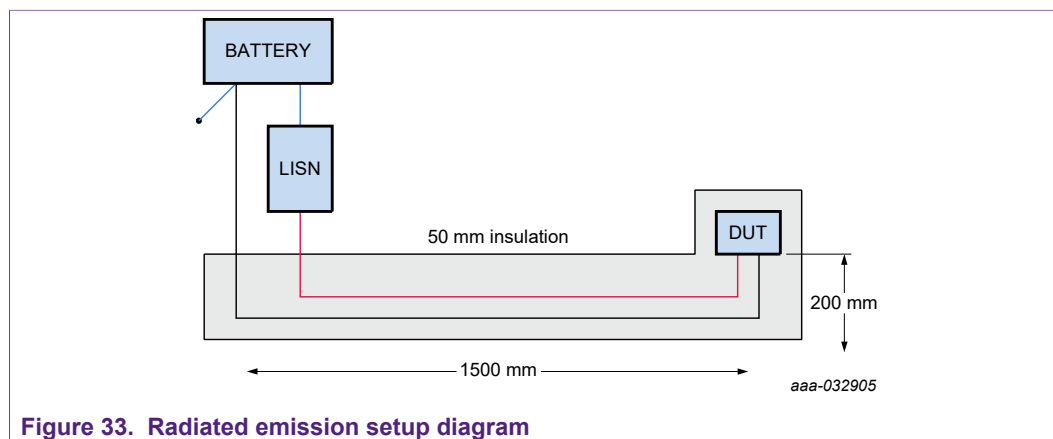 BATTERY
LISN
50 mm insulation
DUT
200 mm
1500 mm
aaa-032905
Figure 33. Radiated emission setup diagram